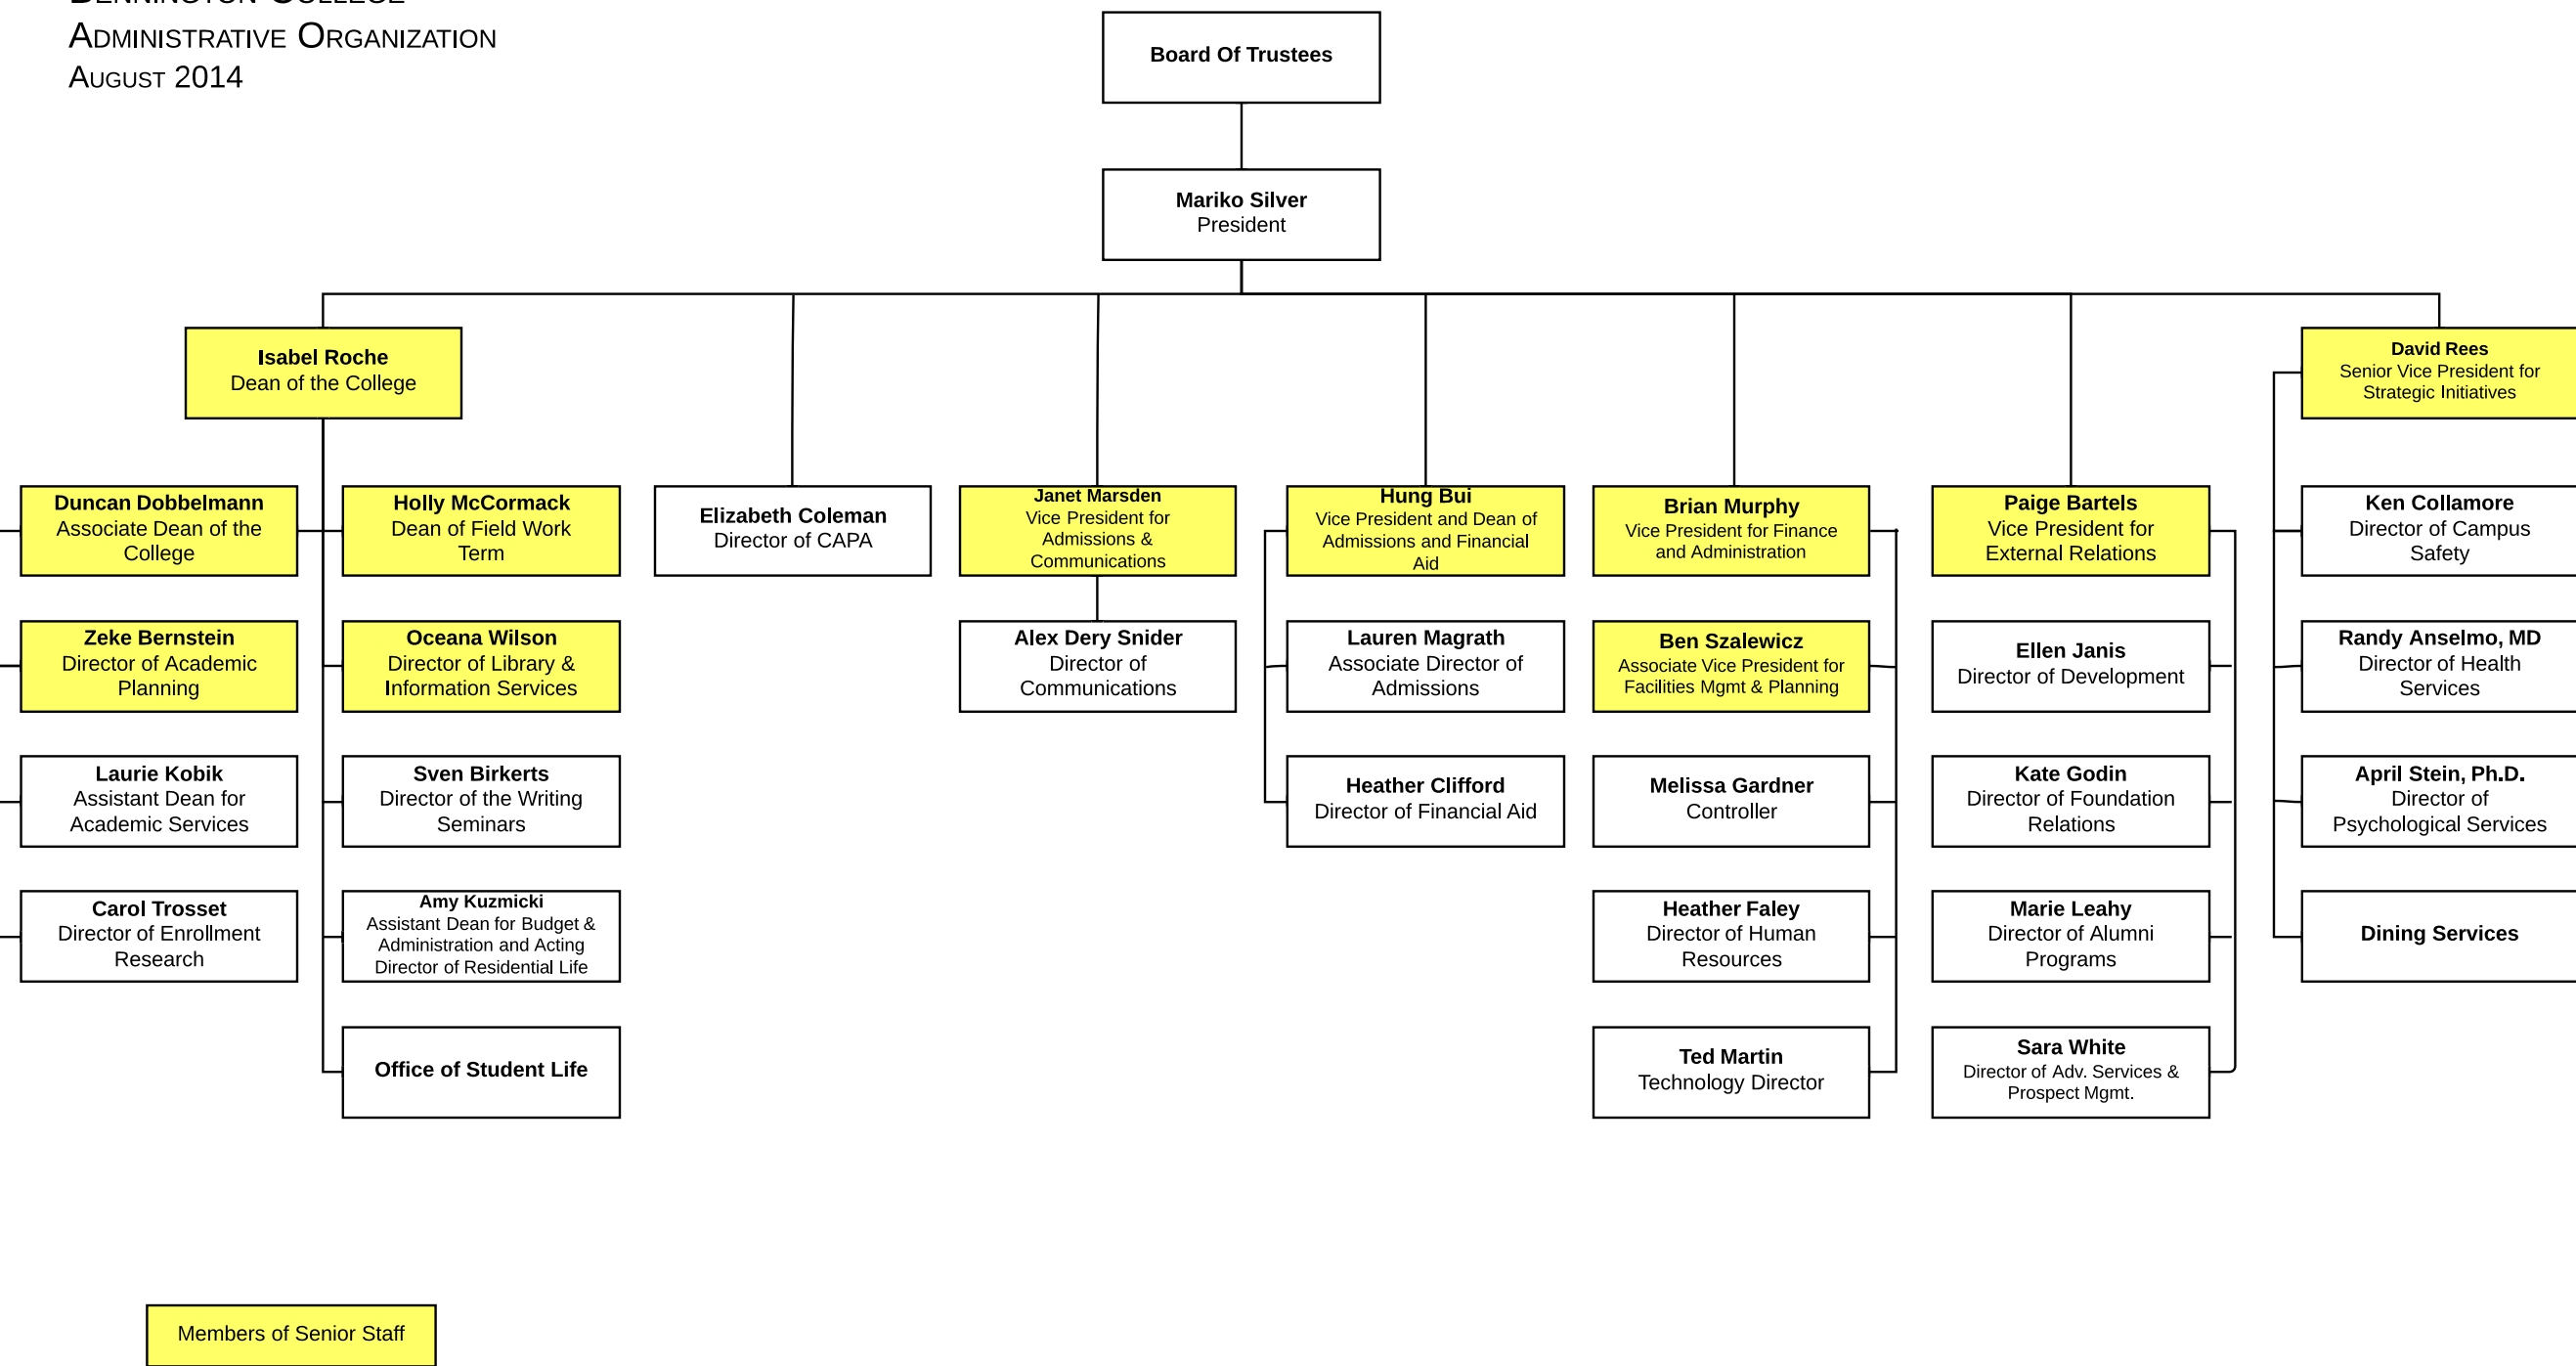 BENNINGTON COLLEGE
ADMINISTRATIVE ORGANIZATION
AUGUST 2014
Board Of Trustees
Mariko Silver
President
Isabel Roche
Dean of the College
David Rees
Senior Vice President for
Strategic Initiatives
Duncan Dobbelmann
Associate Dean of the
College
Holly McCormack
Dean of Field Work
Term
Elizabeth Coleman
Director of CAPA
Janet Marsden
Vice President for
Admissions &
Communications
Hung Bui
Vice President and Dean of
Admissions and Financial
Aid
Brian Murphy
Vice President for Finance
and Administration
Paige Bartels
Vice President for
External Relations
Ken Collamore
Director of Campus
Safety
Zeke Bernstein
Director of Academic
Planning
Oceana Wilson
Director of Library &
Information Services
Alex Dery Snider
Director of
Communications
Lauren Magrath
Associate Director of
Admissions
Ben Szalewicz
Associate Vice President for
Facilities Mgmt & Planning
Ellen Janis
Director of Development
Randy Anselmo, MD
Director of Health
Services
Laurie Kobik
Assistant Dean for
Academic Services
Sven Birkerts
Director of the Writing
Seminars
Heather Clifford
Director of Financial Aid
Melissa Gardner
Controller
Kate Godin
Director of Foundation
Relations
April Stein, Ph.D.
Director of
Psychological Services
Carol Trosset
Director of Enrollment
Research
Amy Kuzmicki
Assistant Dean for Budget &
Administration and Acting
Director of Residential Life
Heather Faley
Director of Human
Resources
Marie Leahy
Director of Alumni
Programs
Dining Services
Office of Student Life
Ted Martin
Technology Director
Sara White
Director of Adv. Services &
Prospect Mgmt.
Members of Senior Staff